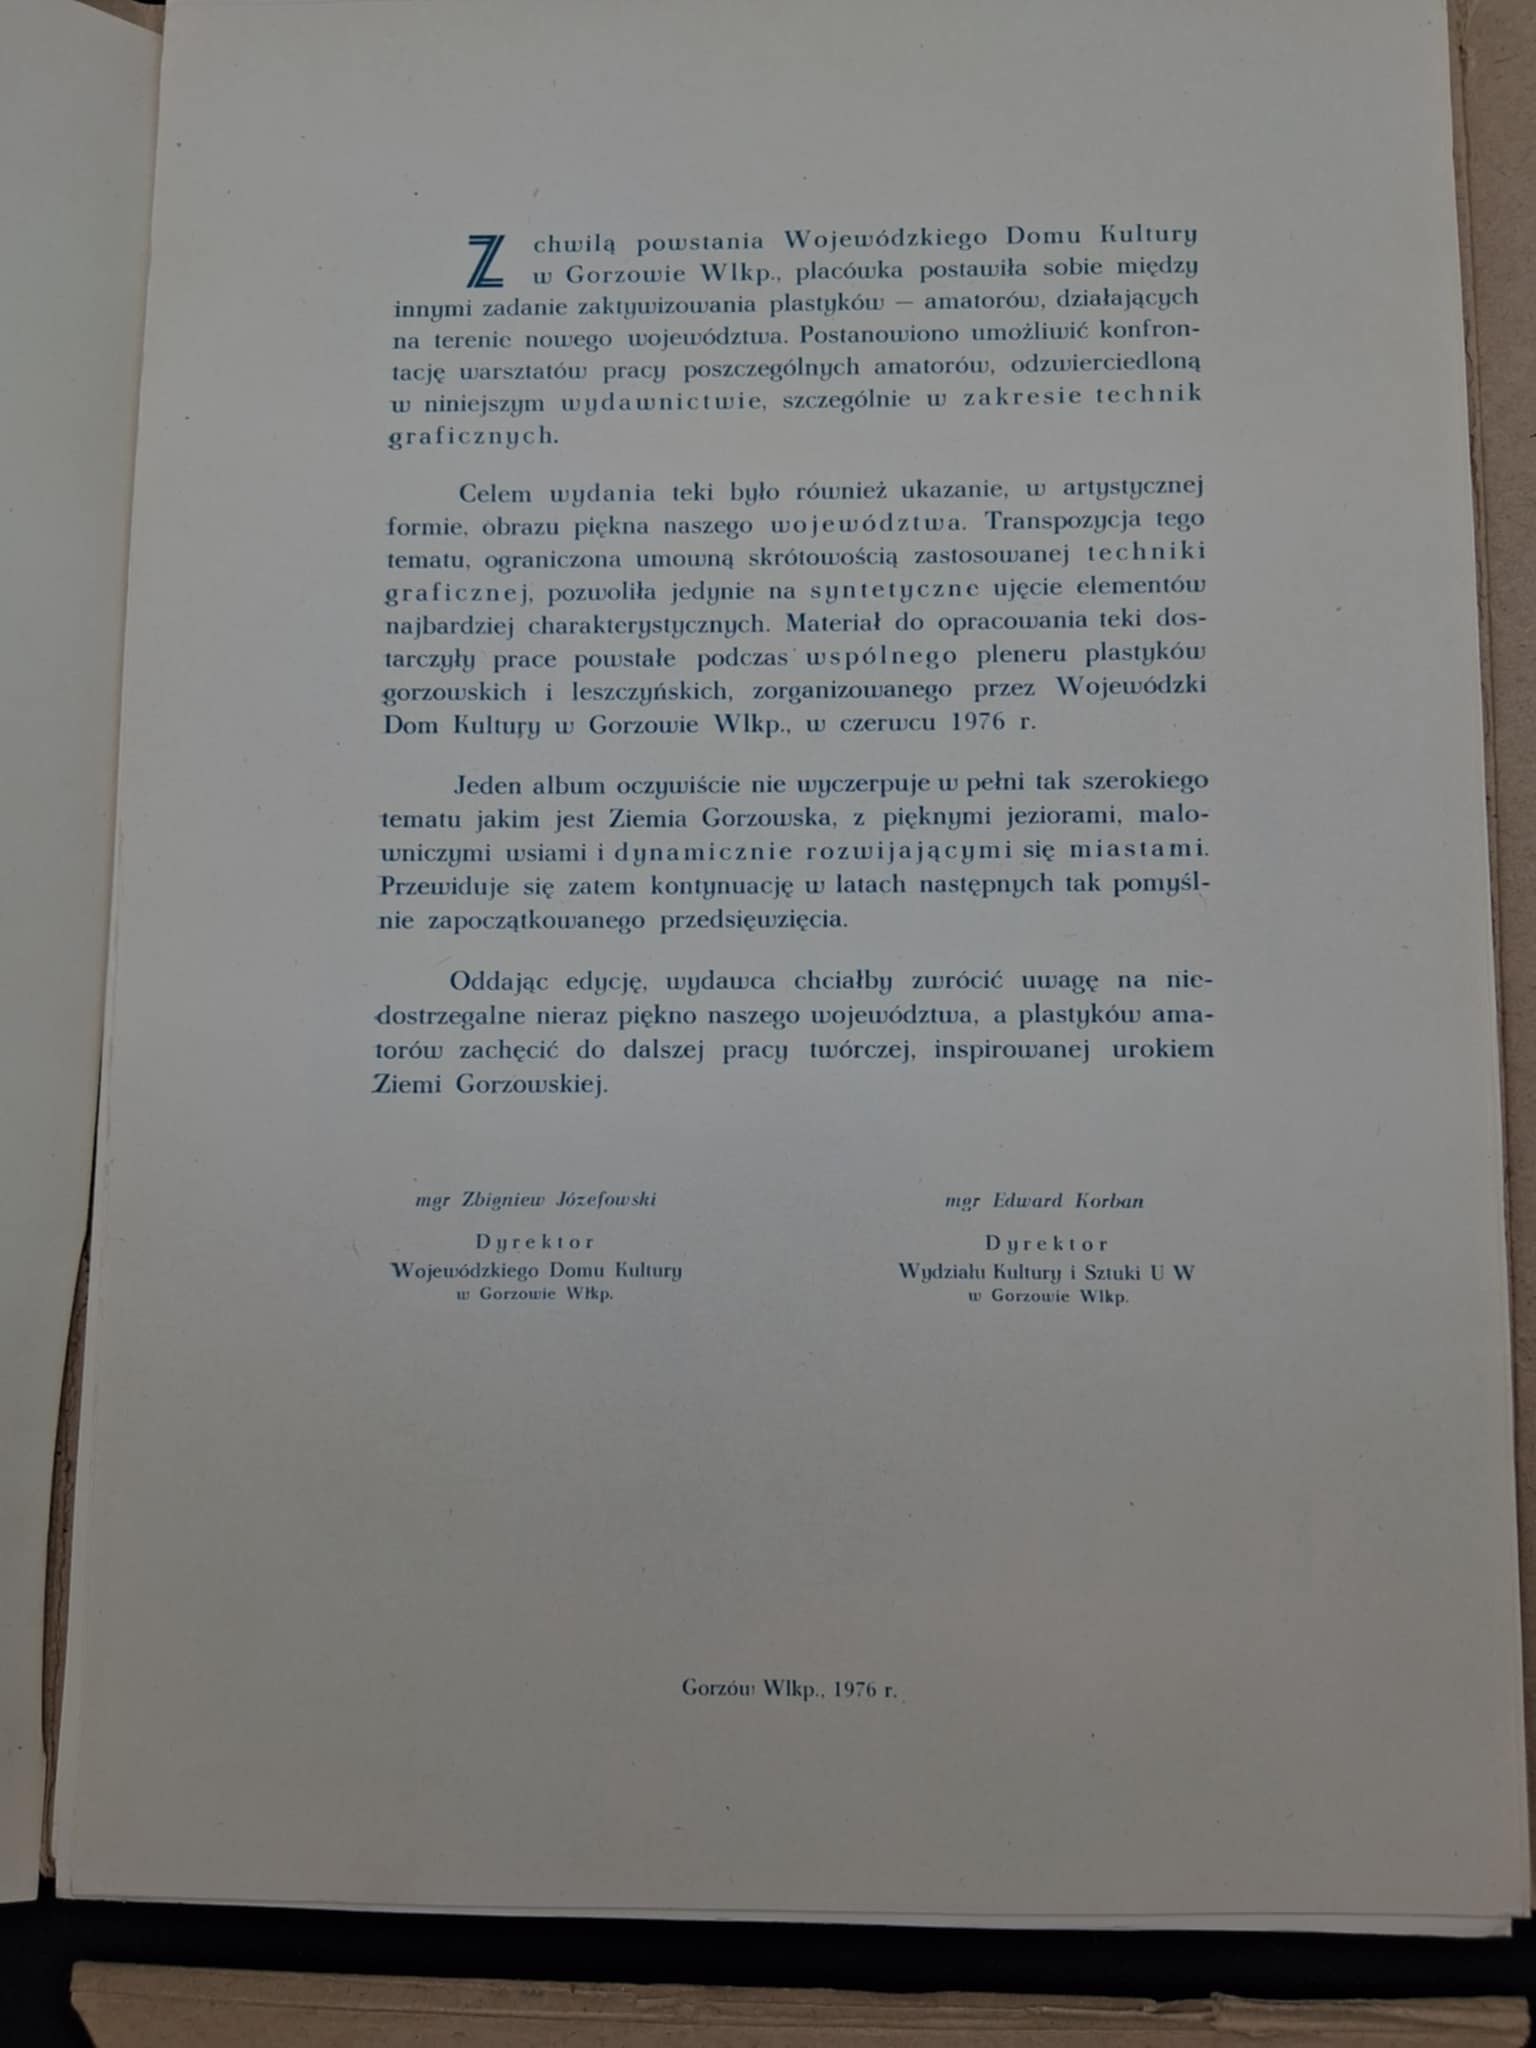 Z chwilą powstania Wojewódzkiego Domu Kultury
w Gorzowie Wlkp., placówka postawiła sobie między
innymi zadanie zaktywizowania plastyków — amatorów, działających
na terenie nowego województwa. Postanowiono umożliwić konfron-
tację warsztatów pracy poszczególnych amatorów, odzwierciedloną
w niniejszym wydawnictwie, szczególnie w zakresie technik
graficznych.
Celem wydania teki było również ukazanie, w artystycznej
formie, obrazu piękna naszego województwa. Transpozycja tego
tematu, ograniczona umowną skrótowością zastosowanej techniki
graficznej, pozwoliła jedynie na syntetyczne ujęcie elementów
najbardziej charakterystycznych. Materiał do opracowania teki dos-
tarczyły prace powstałe podczas wspólnego pleneru plastyków
gorzowskich i leszczyńskich, zorganizowanego przez Wojewódzki
Dom Kultury w Gorzowie Wlkp., w czerwcu 1976 r.
Jeden album oczywiście nie wyczerpuje w pełni tak szerokiego
tematu jakim jest Ziemia Gorzowska, z pięknymi jeziorami, malo-
wniczymi wsiami i dynamicznie rozwijającymi się miastami.
Przewiduje się zatem kontynuację w latach następnych tak pomyśl-
nie zapoczątkowanego przedsięwzięcia.
Oddając edycję, wydawca chciałby zwrócić uwagę na nie-
dostrzegalne nieraz piękno naszego województwa, a plastyków ama-
torów zachęcić do dalszej pracy twórczej, inspirowanej urokiem
Ziemi Gorzowskiej.
mgr Zbigniew Józefowski
Dyrektor
Wojewódzkiego Domu Kultury
w Gorzowie Włkp.
mgr Edward Korban
Dyrektor
Wydziału Kultury i Sztuki U W
w Gorzowie Wlkp.
Gorzów Wlkp., 1976 r.